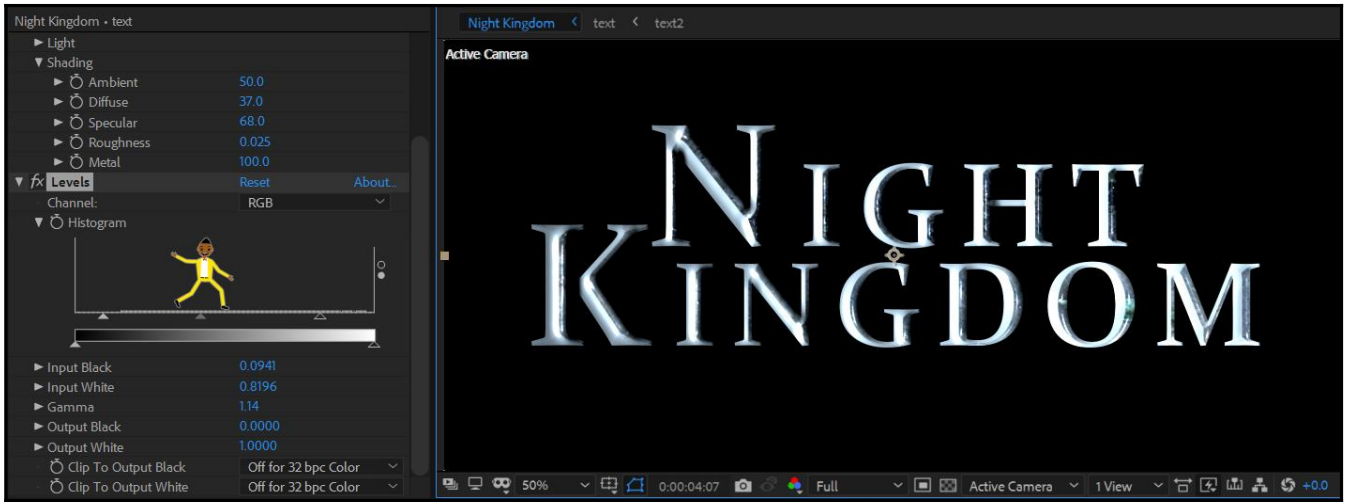 Night Kingdom • text
Light
Shading
Ambient 50.0
Diffuse 37.0
Specular 68.0
Roughness 0.025
Metal 100.0
fx Levels Reset About...
Channel: RGB
Histogram
Input Black 0.0941
Input White 0.8196
Gamma 1.14
Output Black 0.0000
Output White 1.0000
Clip To Output Black Off for 32 bpc Color
Clip To Output White Off for 32 bpc Color
Night Kingdom < text < text2
Active Camera
NIGHT
KINGDOM
50% 0:00:04:07 Full Active Camera 1 View +0.0